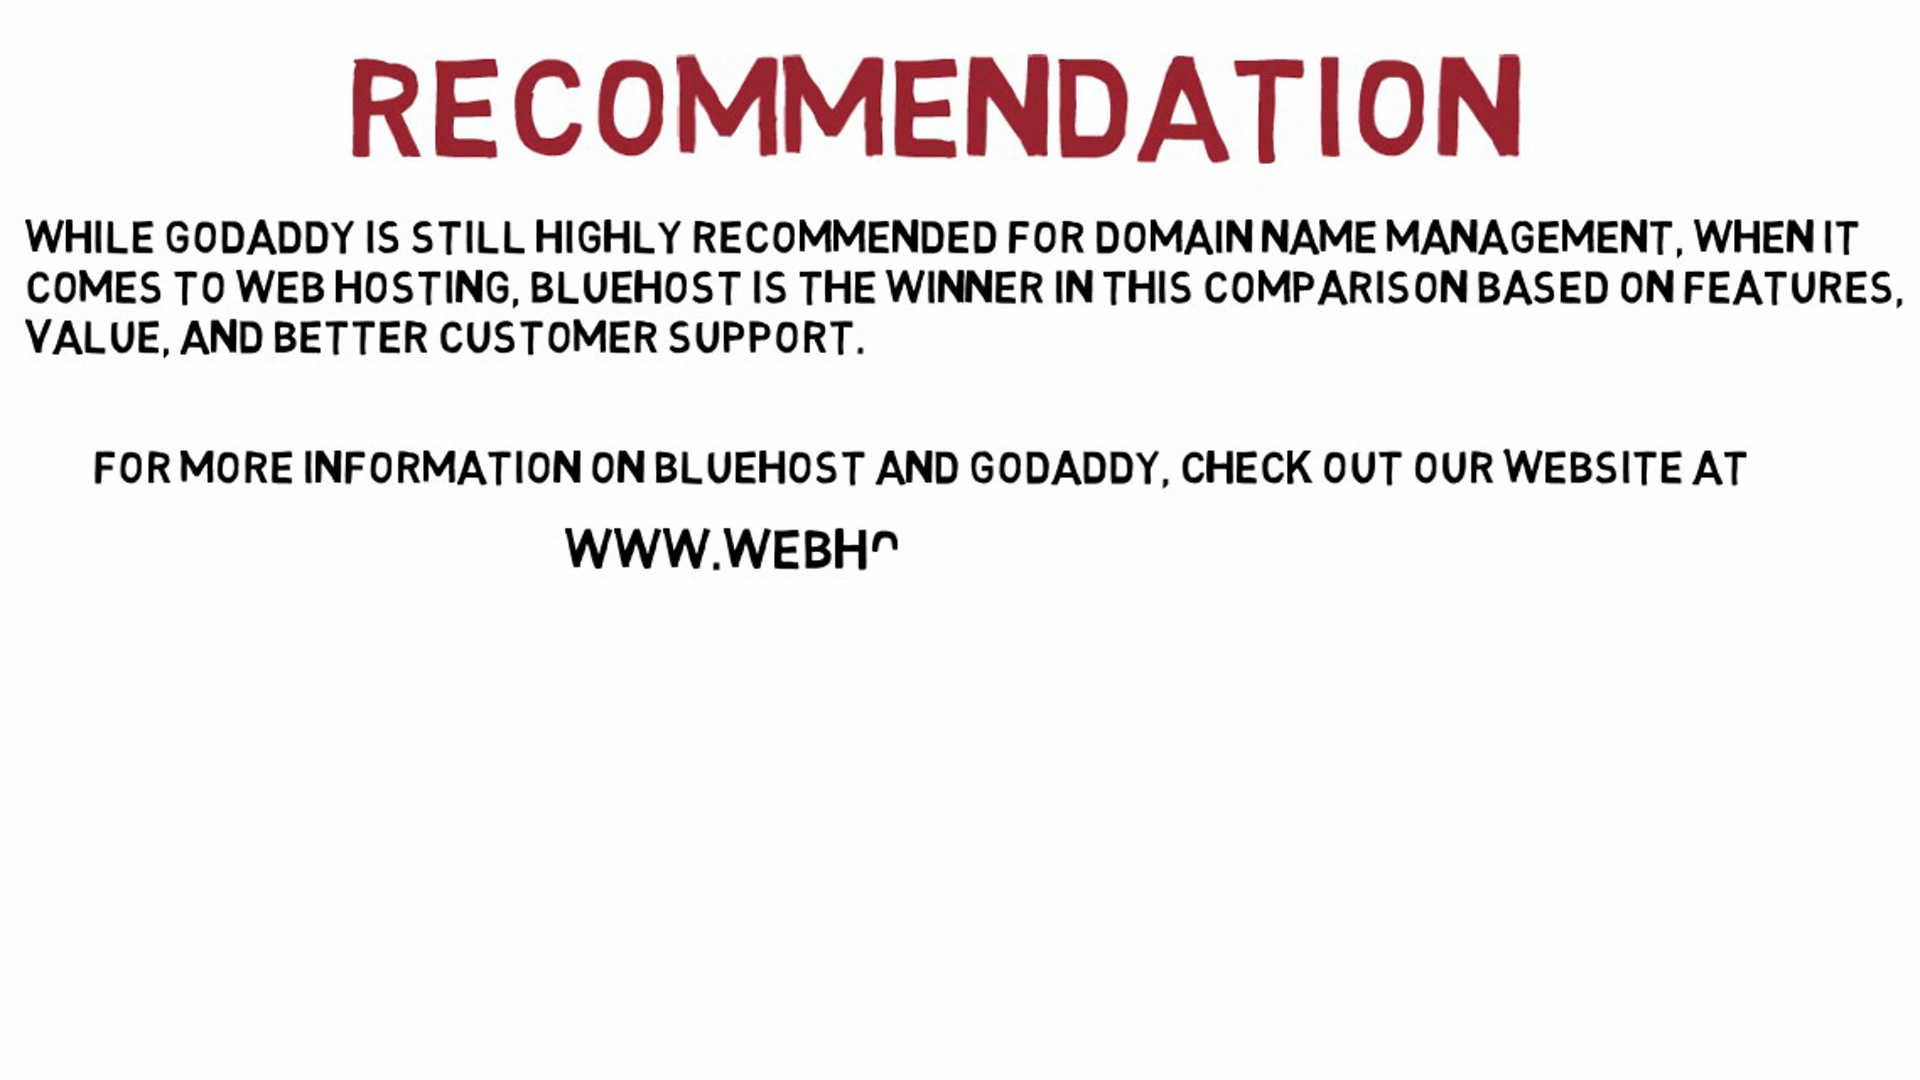 RECOMMENDATION
WHILE GODADDY IS STILL HIGHLY RECOMMENDED FOR DOMAIN NAME MANAGEMENT, WHEN IT
COMES TO WEB HOSTING, BLUEHOST IS THE WINNER IN THIS COMPARISON BASED ON FEATURES,
VALUE, AND BETTER CUSTOMER SUPPORT.
FOR MORE INFORMATION ON BLUEHOST AND GODADDY, CHECK OUT OUR WEBSITE AT
WWW.WEBH